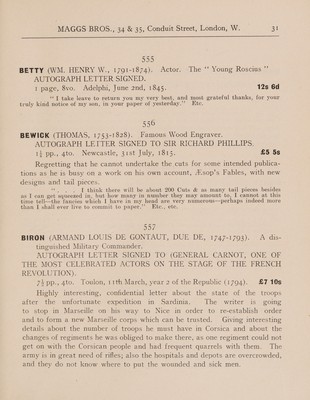 MAGGS BROS., 34 & 35, Conduit Street, London, W. 31
555
BETTY (WM. HENRY W., 1791-1874). Actor. The "Young Roscius"
AUTOGRAPH LETTER SIGNED.
1 page, 8vo. Adelphi, June 2nd, 1845. 12s 6d
"I take leave to return you my very best, and most grateful thanks, for your
truly kind notice of my son, in your paper of yesterday." Etc.
556
BEWICK (THOMAS, 1753-1828). Famous Wood Engraver.
AUTOGRAPH LETTER SIGNED TO SIR RICHARD PHILLIPS.
1½ pp., 4to. Newcastle, 31st July, 1815. £5 5s
Regretting that he cannot undertake the cuts for some intended publica-
tions as he is busy on a work on his own account, Æsop's Fables, with new
designs and tail pieces.
". . . I think there will be about 200 Cuts & as many tail pieces besides
as I can get squeezed in, but how many in number they may amount to, I cannot at this
time tell—the fancies which I have in my head are very numerous—perhaps indeed more
than I shall ever live to commit to paper." Etc., etc.
557
BIRON (ARMAND LOUIS DE GONTAUT, DUE DE, 1747-1793). A dis-
tinguished Military Commander.
AUTOGRAPH LETTER SIGNED TO (GENERAL CARNOT, ONE OF
THE MOST CELEBRATED ACTORS ON THE STAGE OF THE FRENCH
REVOLUTION).
2½ pp., 4to. Toulon, 11th March, year 2 of the Republic (1794). £7 10s
Highly interesting, confidential letter about the state of the troops
after the unfortunate expedition in Sardinia. The writer is going
to stop in Marseille on his way to Nice in order to re-establish order
and to form a new Marseille corps which can be trusted. Giving interesting
details about the number of troops he must have in Corsica and about the
changes of regiments he was obliged to make there, as one regiment could not
get on with the Corsican people and had frequent quarrels with them. The
army is in great need of rifles; also the hospitals and depots are overcrowded,
and they do not know where to put the wounded and sick men.